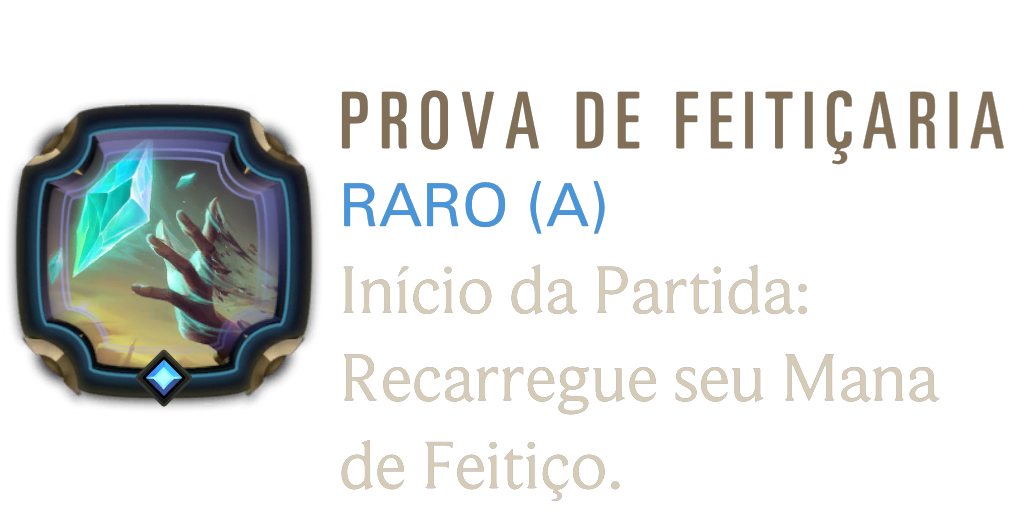 PROVA DE FEITIÇARIA
RARO (A)
Início da Partida:
Recarregue seu Mana
de Feitiço.